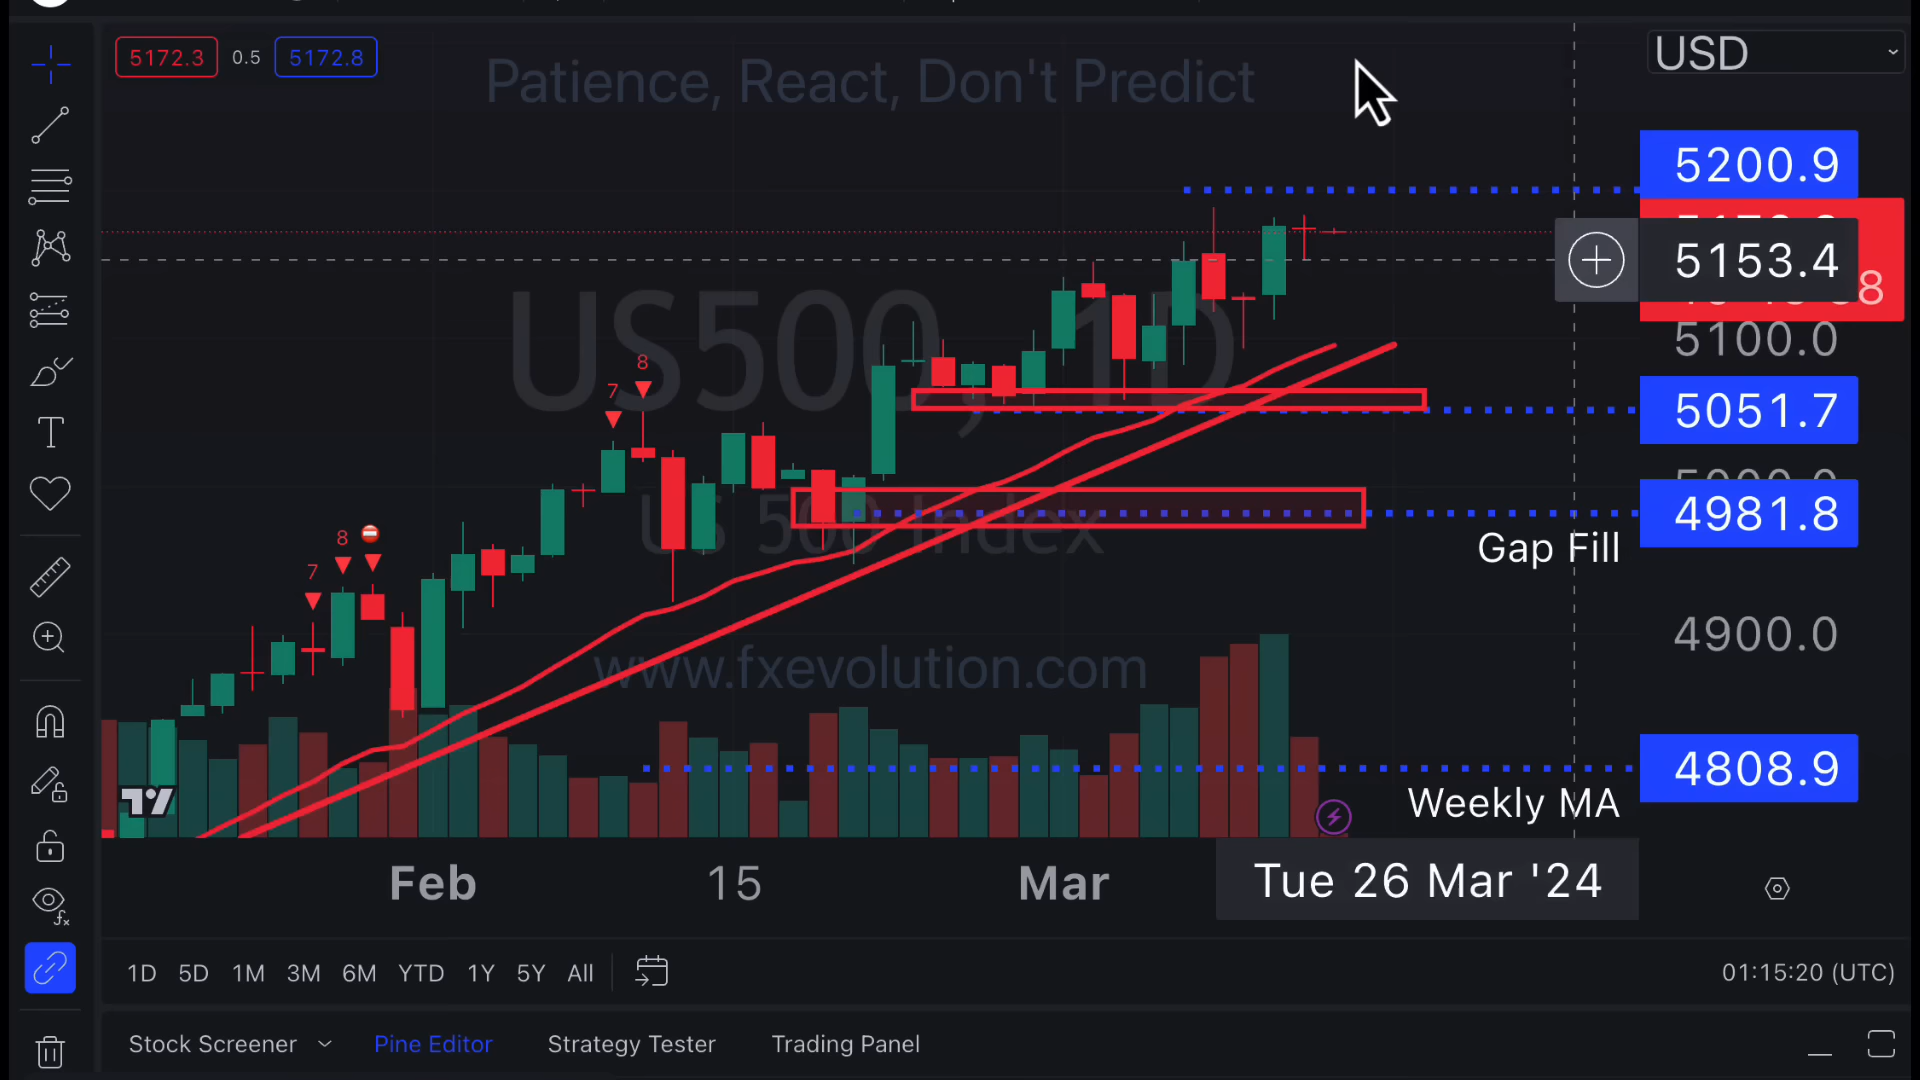 5172.3 0.5 5172.8
Patience, React, Don't Predict
USD
5200.9
5153.4
8
5100.0
US500, 1D
8
7
5051.7
US 500 Index
4981.8
Gap Fill
8
7
4900.0
www.fxevolution.com
4808.9
Weekly MA
Feb 15 Mar Tue 26 Mar '24
1D 5D 1M 3M 6M YTD 1Y 5Y All 01:15:20 (UTC)
Stock Screener Pine Editor Strategy Tester Trading Panel